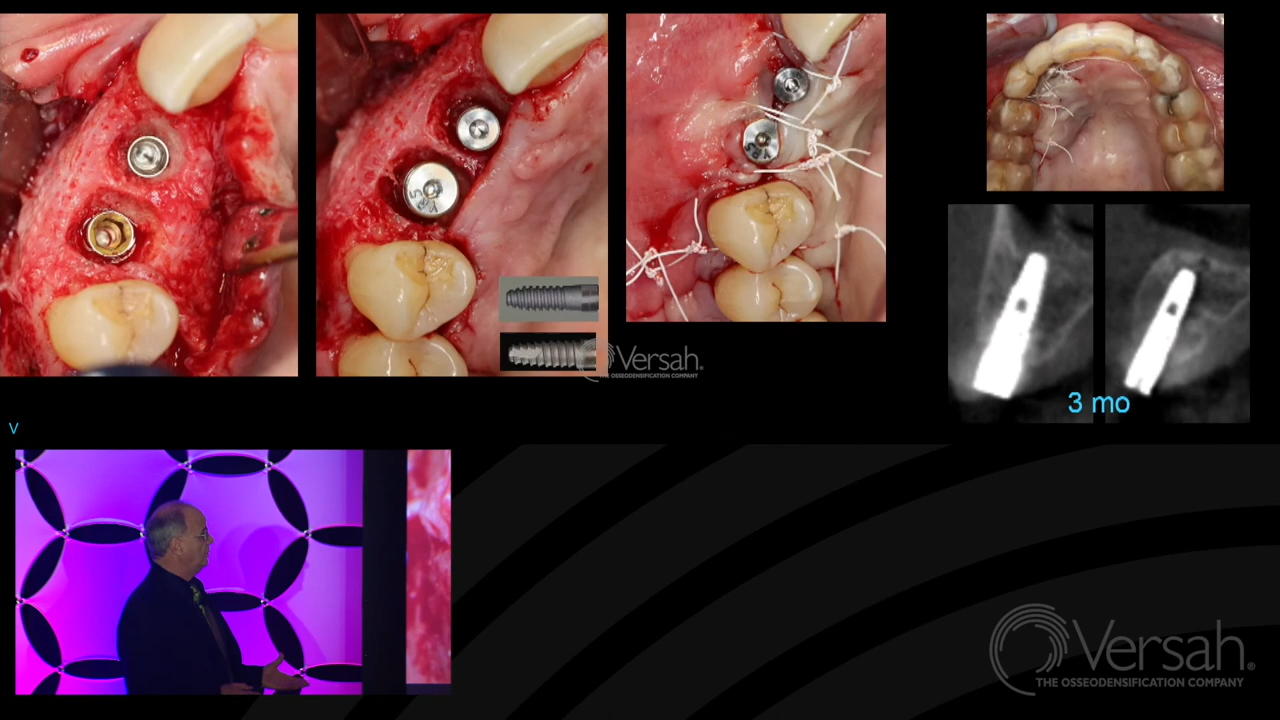 Versah
THE OSSEODENSIFICATION COMPANY
3 mo
V
Versah®
THE OSSEODENSIFICATION COMPANY